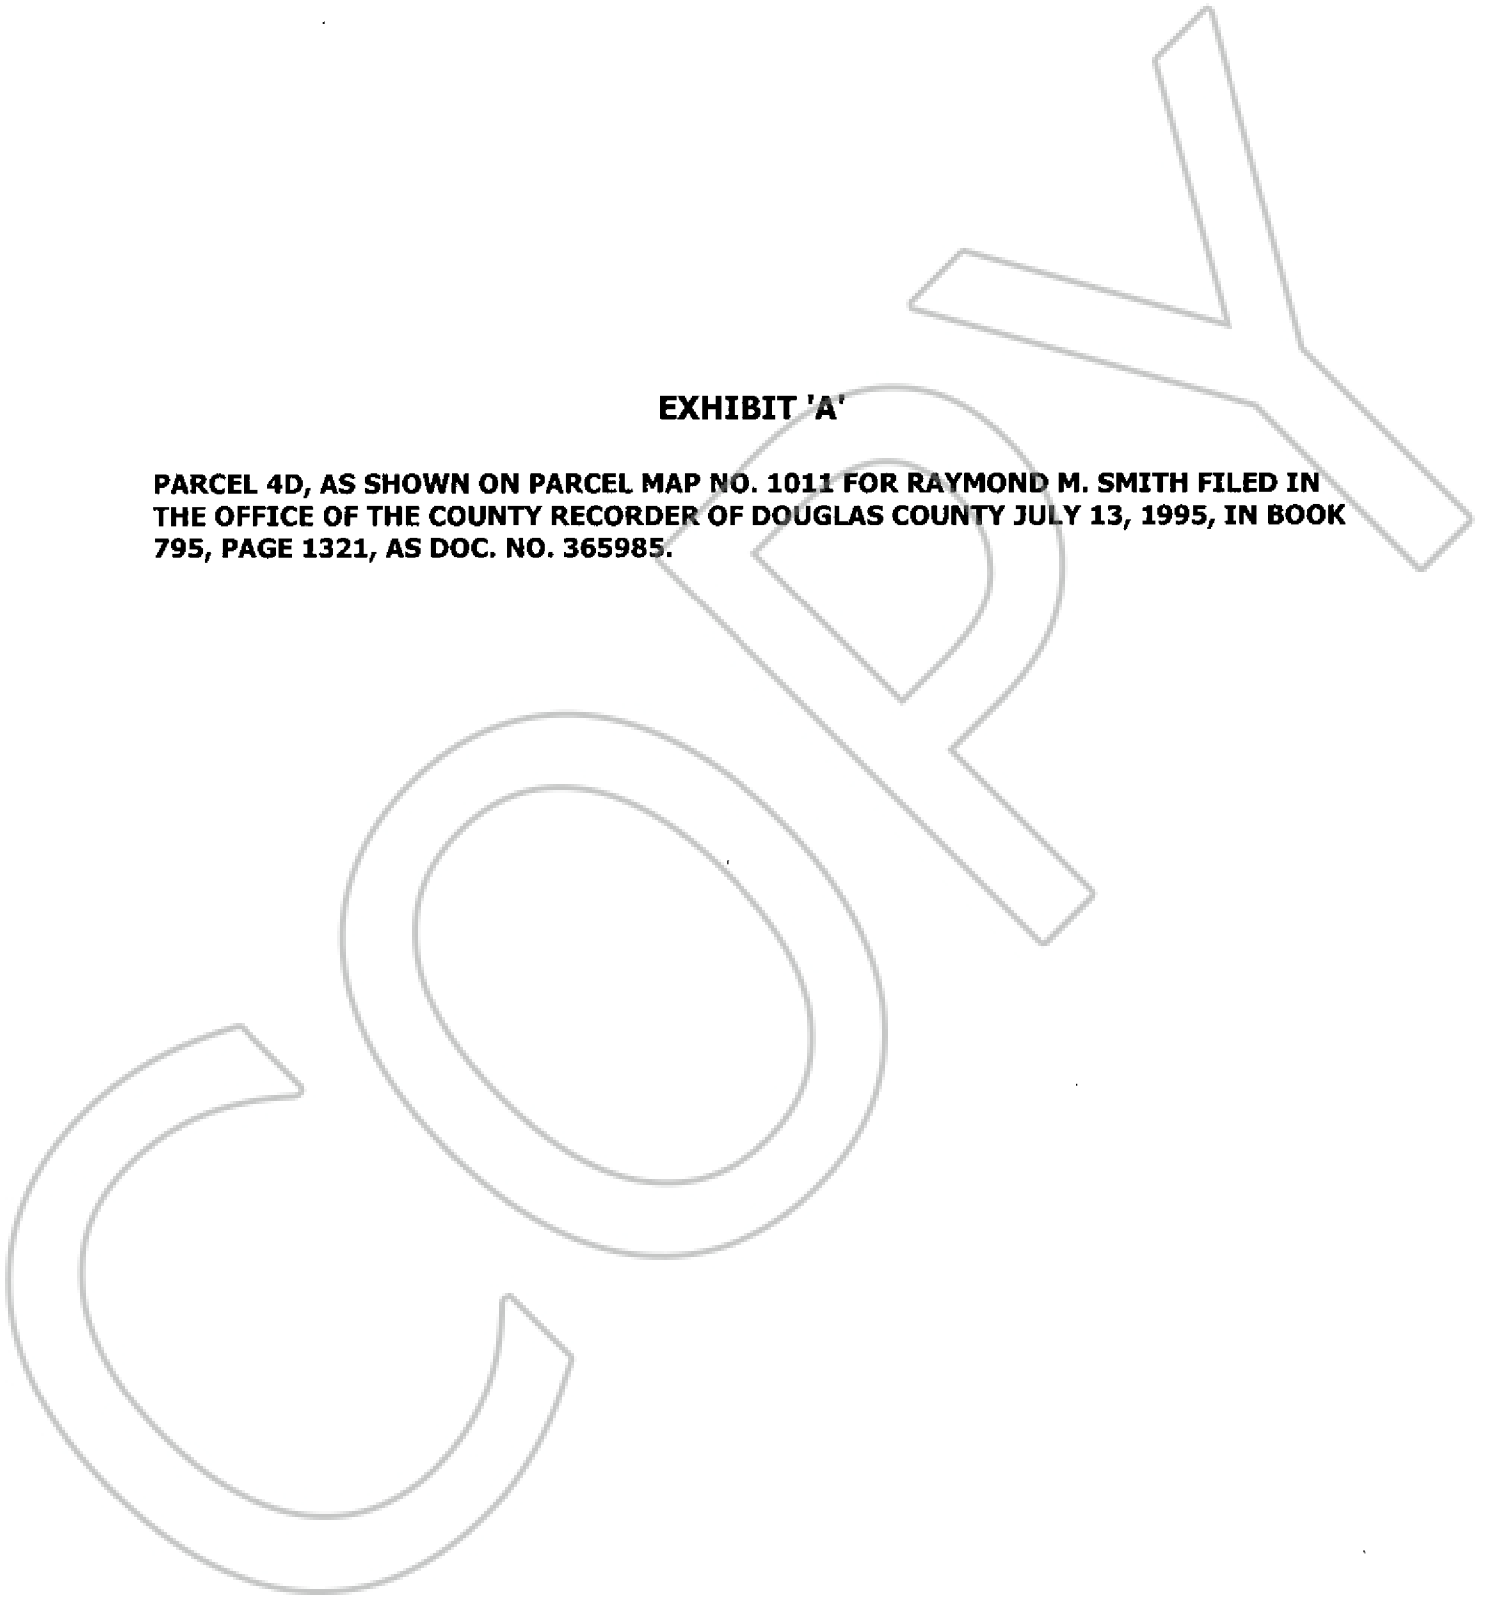 EXHIBIT 'A'
PARCEL 4D, AS SHOWN ON PARCEL MAP NO. 1011 FOR RAYMOND M. SMITH FILED IN
THE OFFICE OF THE COUNTY RECORDER OF DOUGLAS COUNTY JULY 13, 1995, IN BOOK
795, PAGE 1321, AS DOC. NO. 365985.
COPY